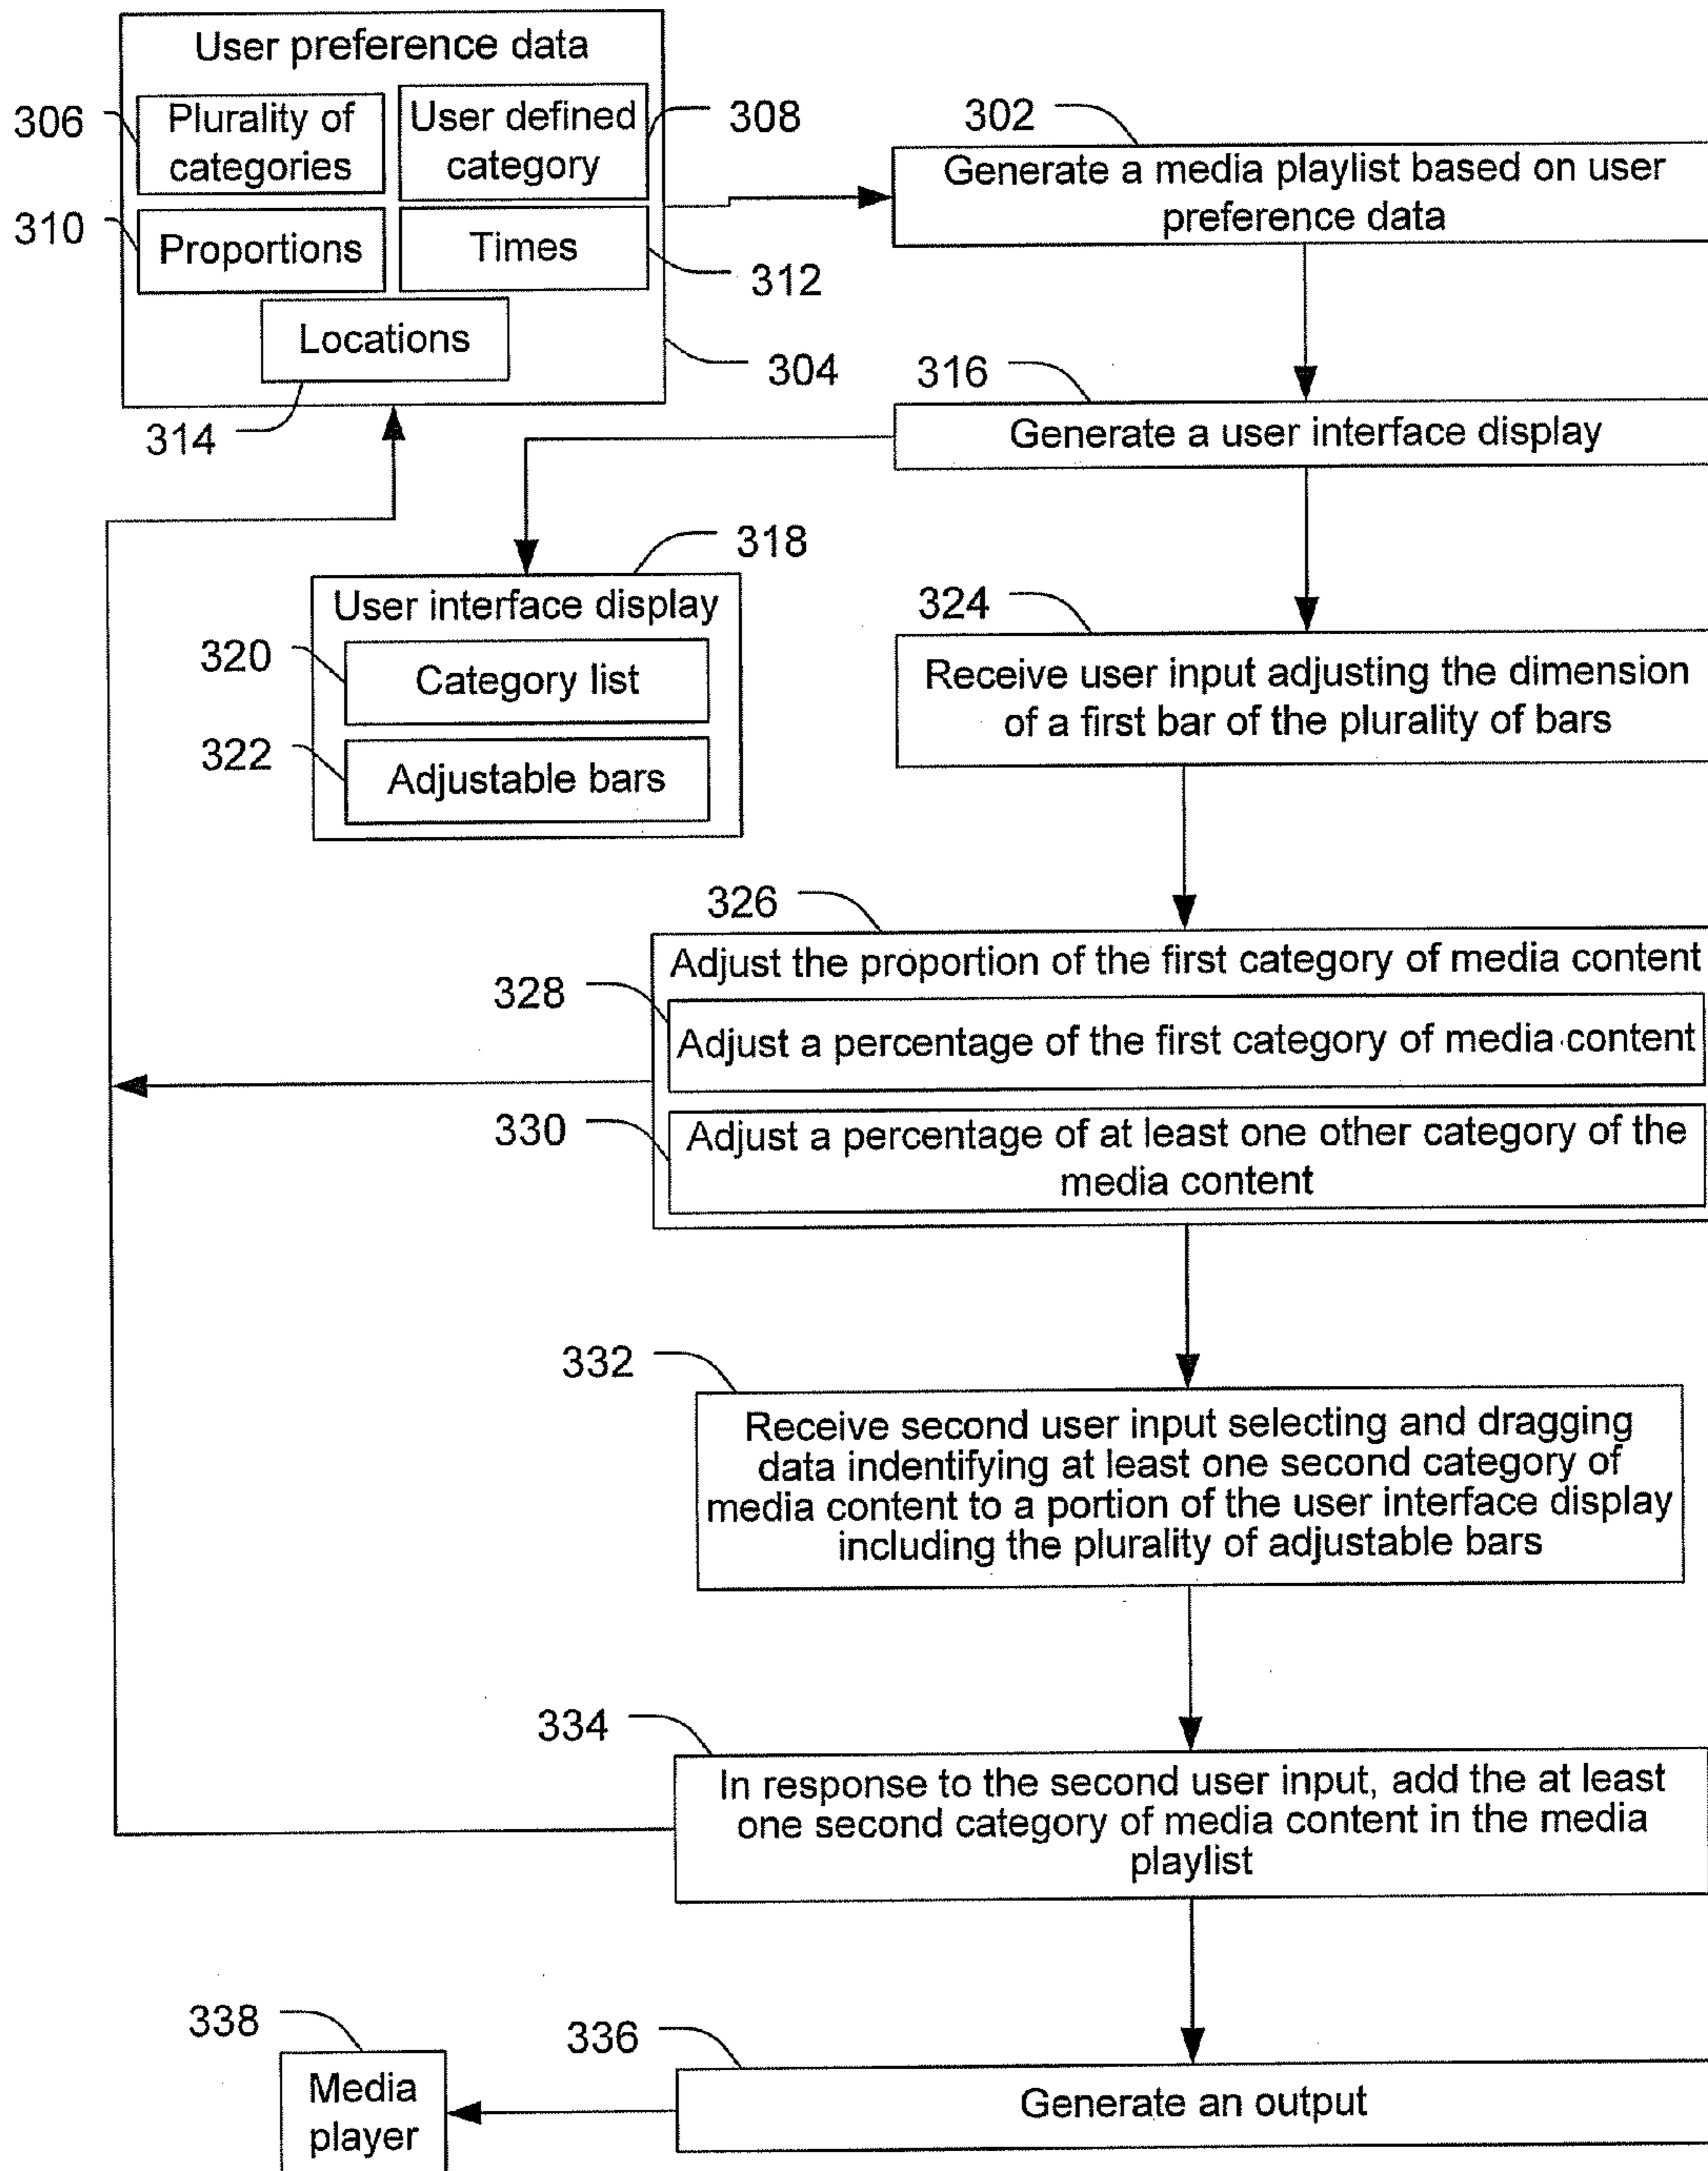 User preference data
306
Plurality of
categories
User defined
category
308
310
Proportions
Times
312
Locations
304
314
302
Generate a media playlist based on user
preference data
316
Generate a user interface display
318
User interface display
320
Category list
322
Adjustable bars
324
Receive user input adjusting the dimension
of a first bar of the plurality of bars
326
Adjust the proportion of the first category of media content
328
Adjust a percentage of the first category of media content
330
Adjust a percentage of at least one other category of the
media content
332
Receive second user input selecting and dragging
data indentifying at least one second category of
media content to a portion of the user interface display
including the plurality of adjustable bars
334
In response to the second user input, add the at least
one second category of media content in the media
playlist
336
Generate an output
338
Media
player